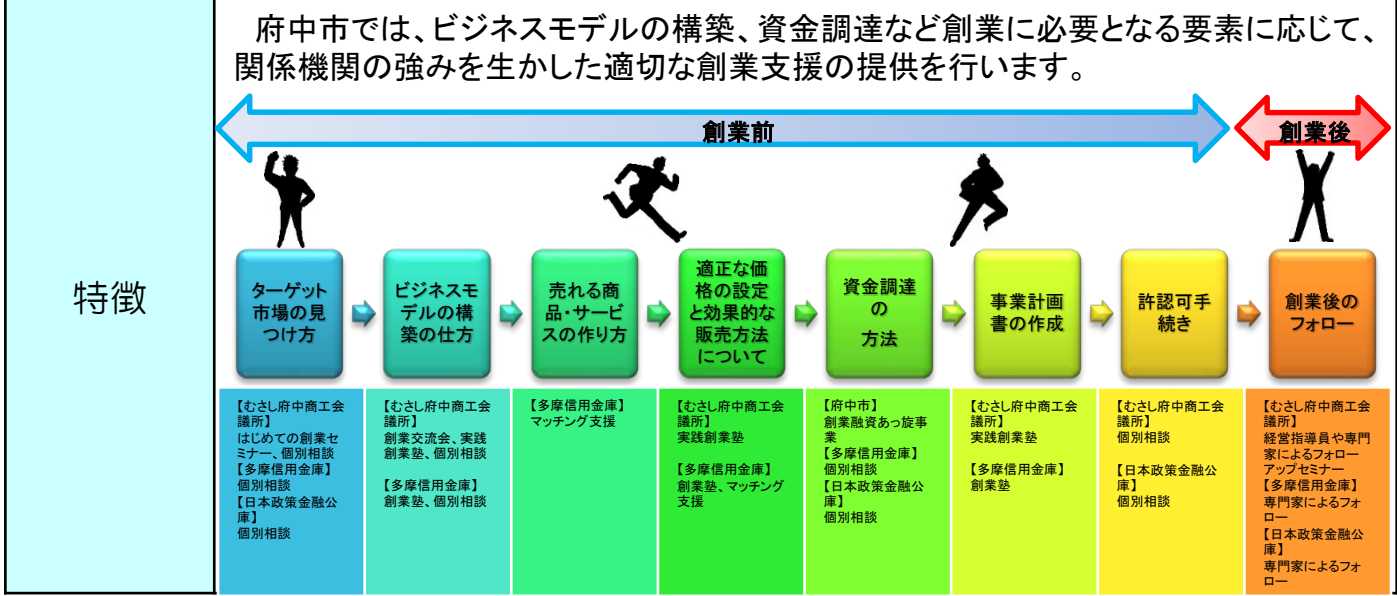 特徴
府中市では、ビジネスモデルの構築、資金調達など創業に必要となる要素に応じて、
関係機関の強みを生かした適切な創業支援の提供を行います。
創業前
創業後
ターゲット
市場の見
つけ方
ビジネスモ
デルの構
築の仕方
売れる商
品・サービ
スの作り方
適正な価
格の設定
と効果的な
販売方法
について
資金調達
の
方法
事業計画
書の作成
許認可手
続き
創業後の
フォロー
【むさし府中商工会
議所】
はじめての創業セ
ミナー、個別相談
【多摩信用金庫】
個別相談
【日本政策金融公
庫】
個別相談
【むさし府中商工会
議所】
創業交流会、実践
創業塾、個別相談
【多摩信用金庫】
創業塾、個別相談
【多摩信用金庫】
マッチング支援
【むさし府中商工会
議所】
実践創業塾
【多摩信用金庫】
創業塾、マッチング
支援
【府中市】
創業融資あっ旋事
業
【多摩信用金庫】
個別相談
【日本政策金融公
庫】
個別相談
【むさし府中商工会
議所】
実践創業塾
【多摩信用金庫】
創業塾
【むさし府中商工会
議所】
個別相談
【日本政策金融公
庫】
個別相談
【むさし府中商工会
議所】
経営指導員や専門
家によるフォロー
アップセミナー
【多摩信用金庫】
専門家によるフォ
ロー
【日本政策金融公
庫】
専門家によるフォ
ロー